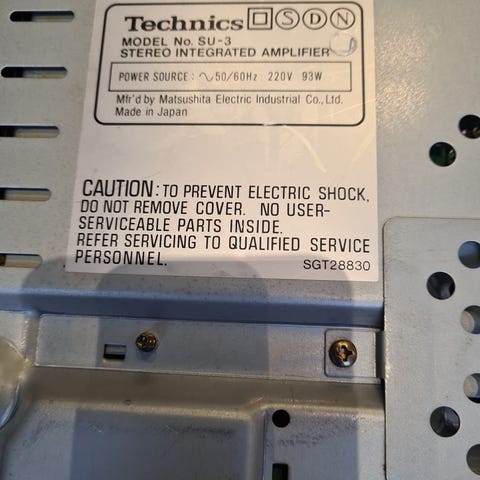 Technics S D N
MODEL No. SU-3
STEREO INTEGRATED AMPLIFIER
POWER SOURCE: ∿50/60Hz 220V 93W
Mfr'd by Matsushita Electric Industrial Co., Ltd.
Made in Japan
CAUTION: TO PREVENT ELECTRIC SHOCK,
DO NOT REMOVE COVER. NO USER-
SERVICEABLE PARTS INSIDE.
REFER SERVICING TO QUALIFIED SERVICE
PERSONNEL.
SGT28830